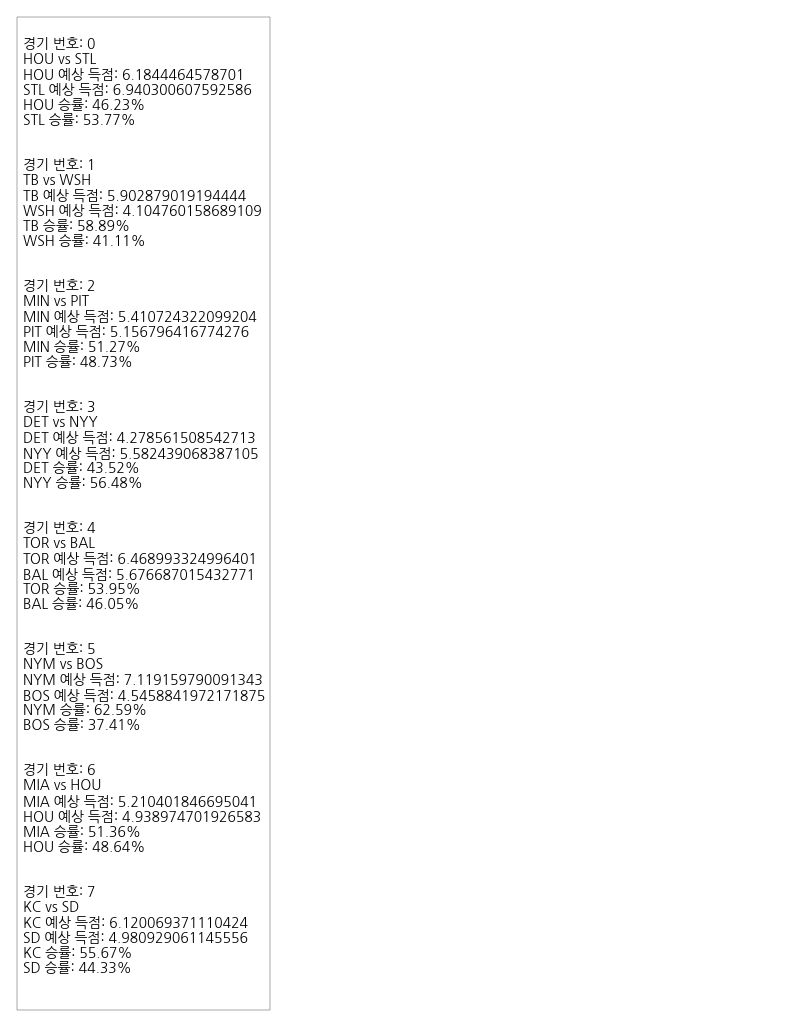 경기 번호: 0
HOU vs STL
HOU 예상 득점: 6.1844464578701
STL 예상 득점: 6.940300607592586
HOU 승률: 46.23%
STL 승률: 53.77%
경기 번호: 1
TB vs WSH
TB 예상 득점: 5.902879019194444
WSH 예상 득점: 4.104760158689109
TB 승률: 58.89%
WSH 승률: 41.11%
경기 번호: 2
MIN vs PIT
MIN 예상 득점: 5.410724322099204
PIT 예상 득점: 5.156796416774276
MIN 승률: 51.27%
PIT 승률: 48.73%
경기 번호: 3
DET vs NYY
DET 예상 득점: 4.278561508542713
NYY 예상 득점: 5.582439068387105
DET 승률: 43.52%
NYY 승률: 56.48%
경기 번호: 4
TOR vs BAL
TOR 예상 득점: 6.468993324996401
BAL 예상 득점: 5.676687015432771
TOR 승률: 53.95%
BAL 승률: 46.05%
경기 번호: 5
NYM vs BOS
NYM 예상 득점: 7.119159790091343
BOS 예상 득점: 4.5458841972171875
NYM 승률: 62.59%
BOS 승률: 37.41%
경기 번호: 6
MIA vs HOU
MIA 예상 득점: 5.210401846695041
HOU 예상 득점: 4.938974701926583
MIA 승률: 51.36%
HOU 승률: 48.64%
경기 번호: 7
KC vs SD
KC 예상 득점: 6.120069371110424
SD 예상 득점: 4.980929061145556
KC 승률: 55.67%
SD 승률: 44.33%